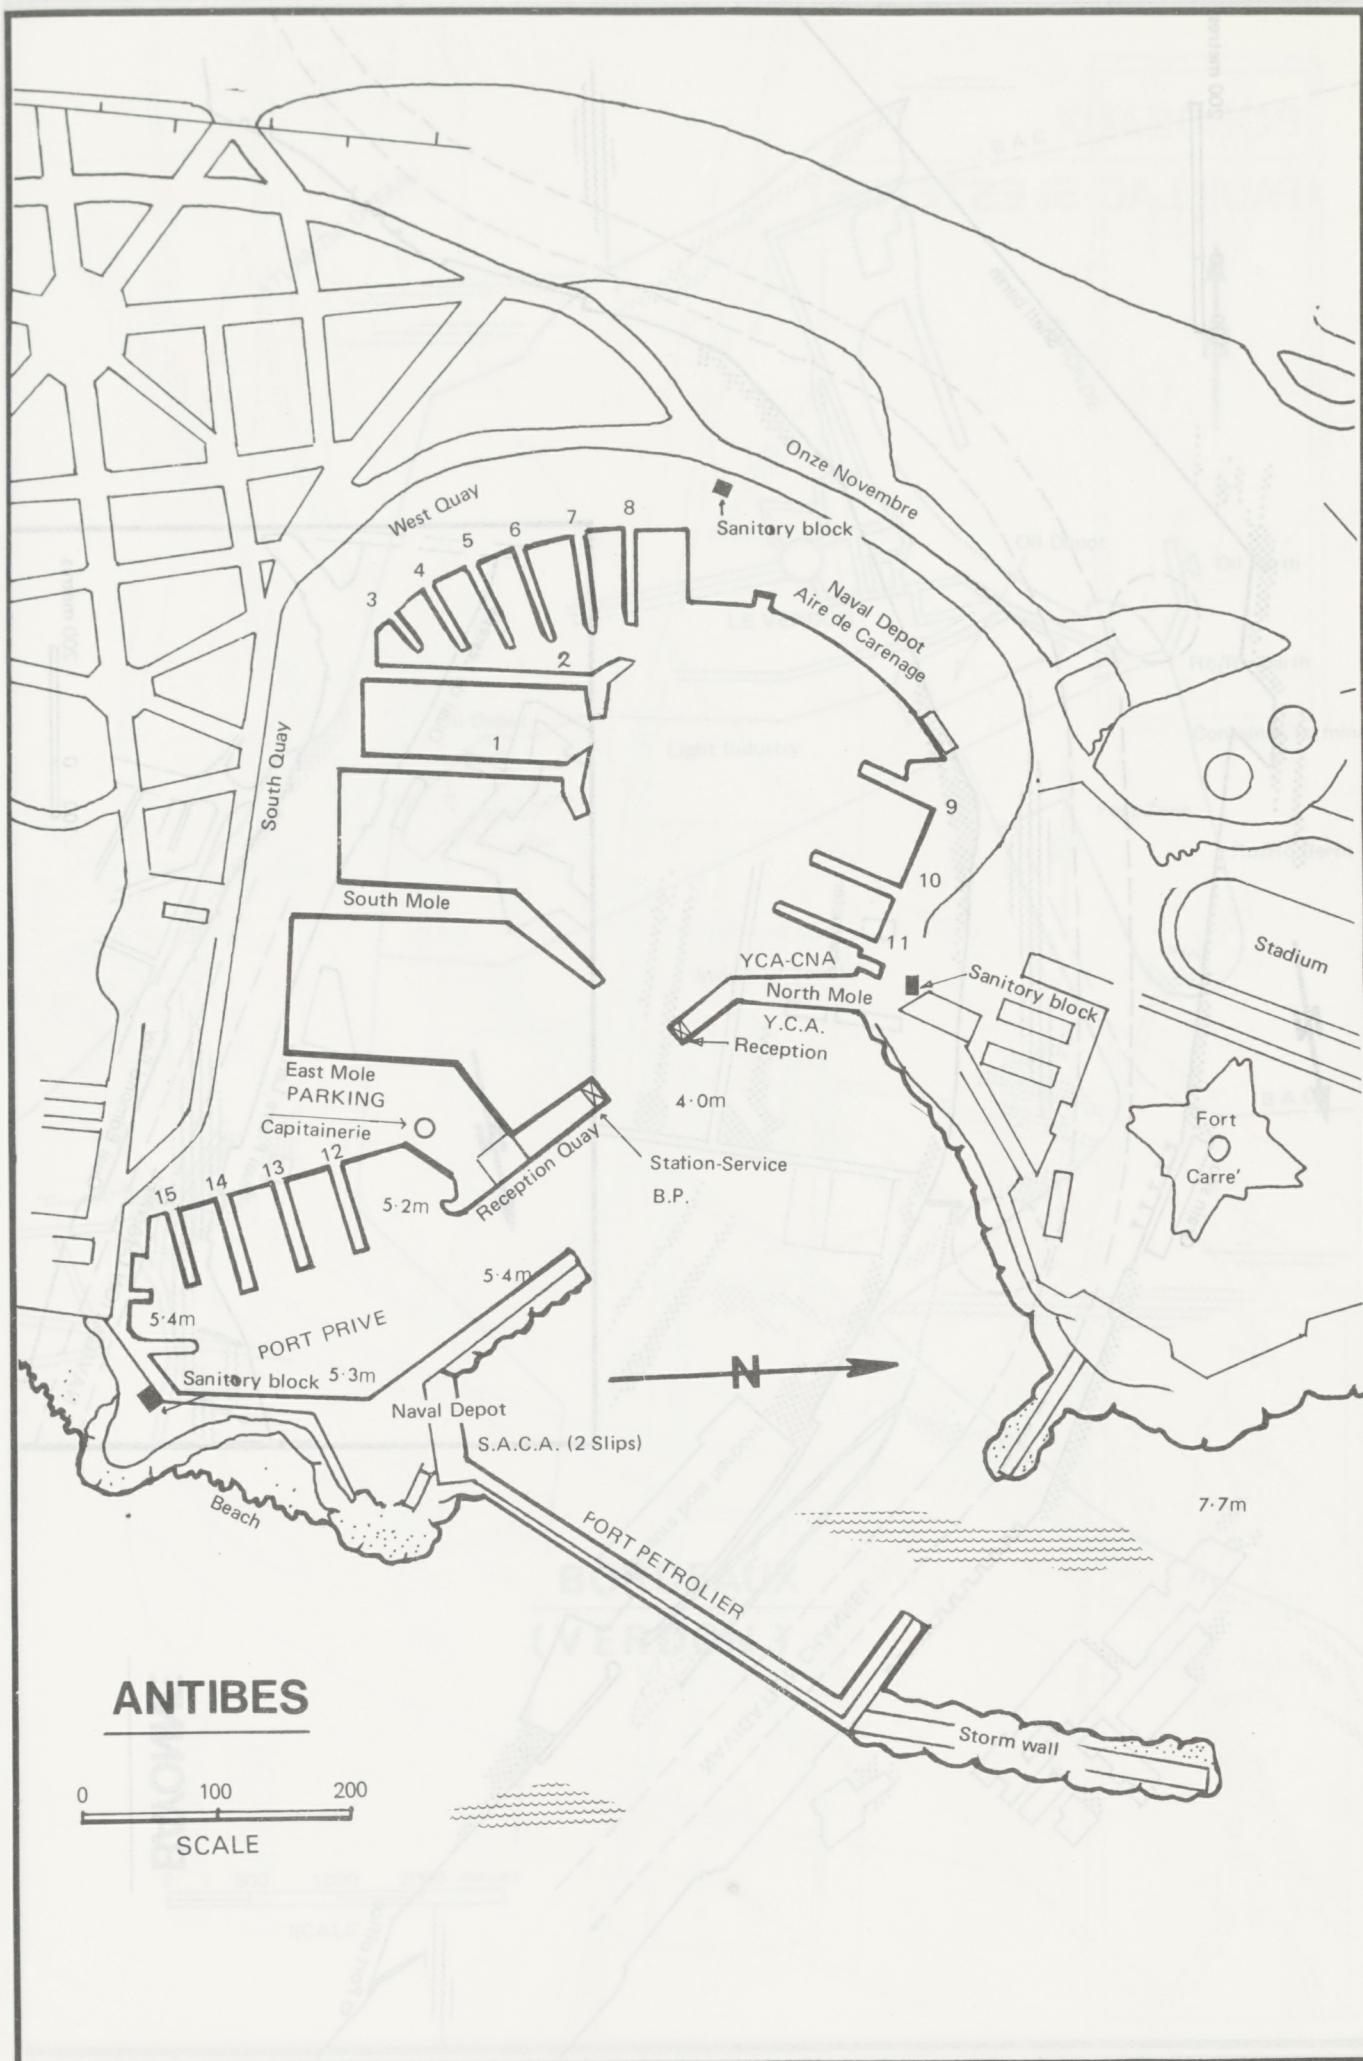 Onze Novembre
West Quay
Sanitory block
3
4
5
6
7
8
Naval Depot
Aire de Carenage
2
1
South Quay
9
10
11
South Mole
YCA-CNA
North Mole
Y.C.A.
Reception
Sanitory block
Stadium
East Mole
PARKING
Capitainerie
4·0m
Fort
Carre'
Reception Quay
Station-Service
B.P.
15
14
13
12
5·2m
5·4m
5·4m
PORT PRIVE
5·3m
Sanitory block
N
Naval Depot
S.A.C.A. (2 Slips)
Beach
7·7m
PORT PETROLIER
Storm wall
ANTIBES
0 100 200
SCALE